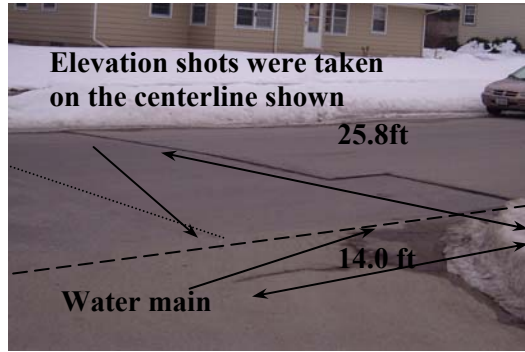 Elevation shots were taken
on the centerline shown
25.8ft
14.0 ft
Water main